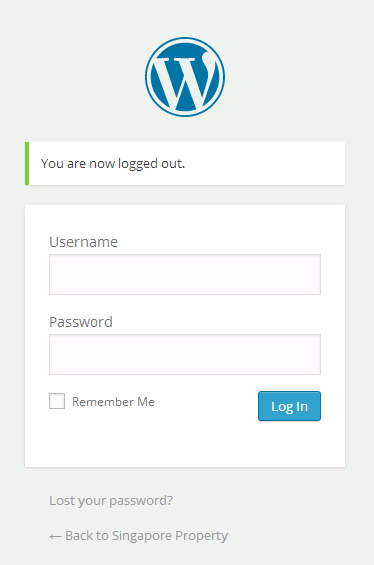 You are now logged out.
Username
Password
Remember Me
Log In
Lost your password?
← Back to Singapore Property